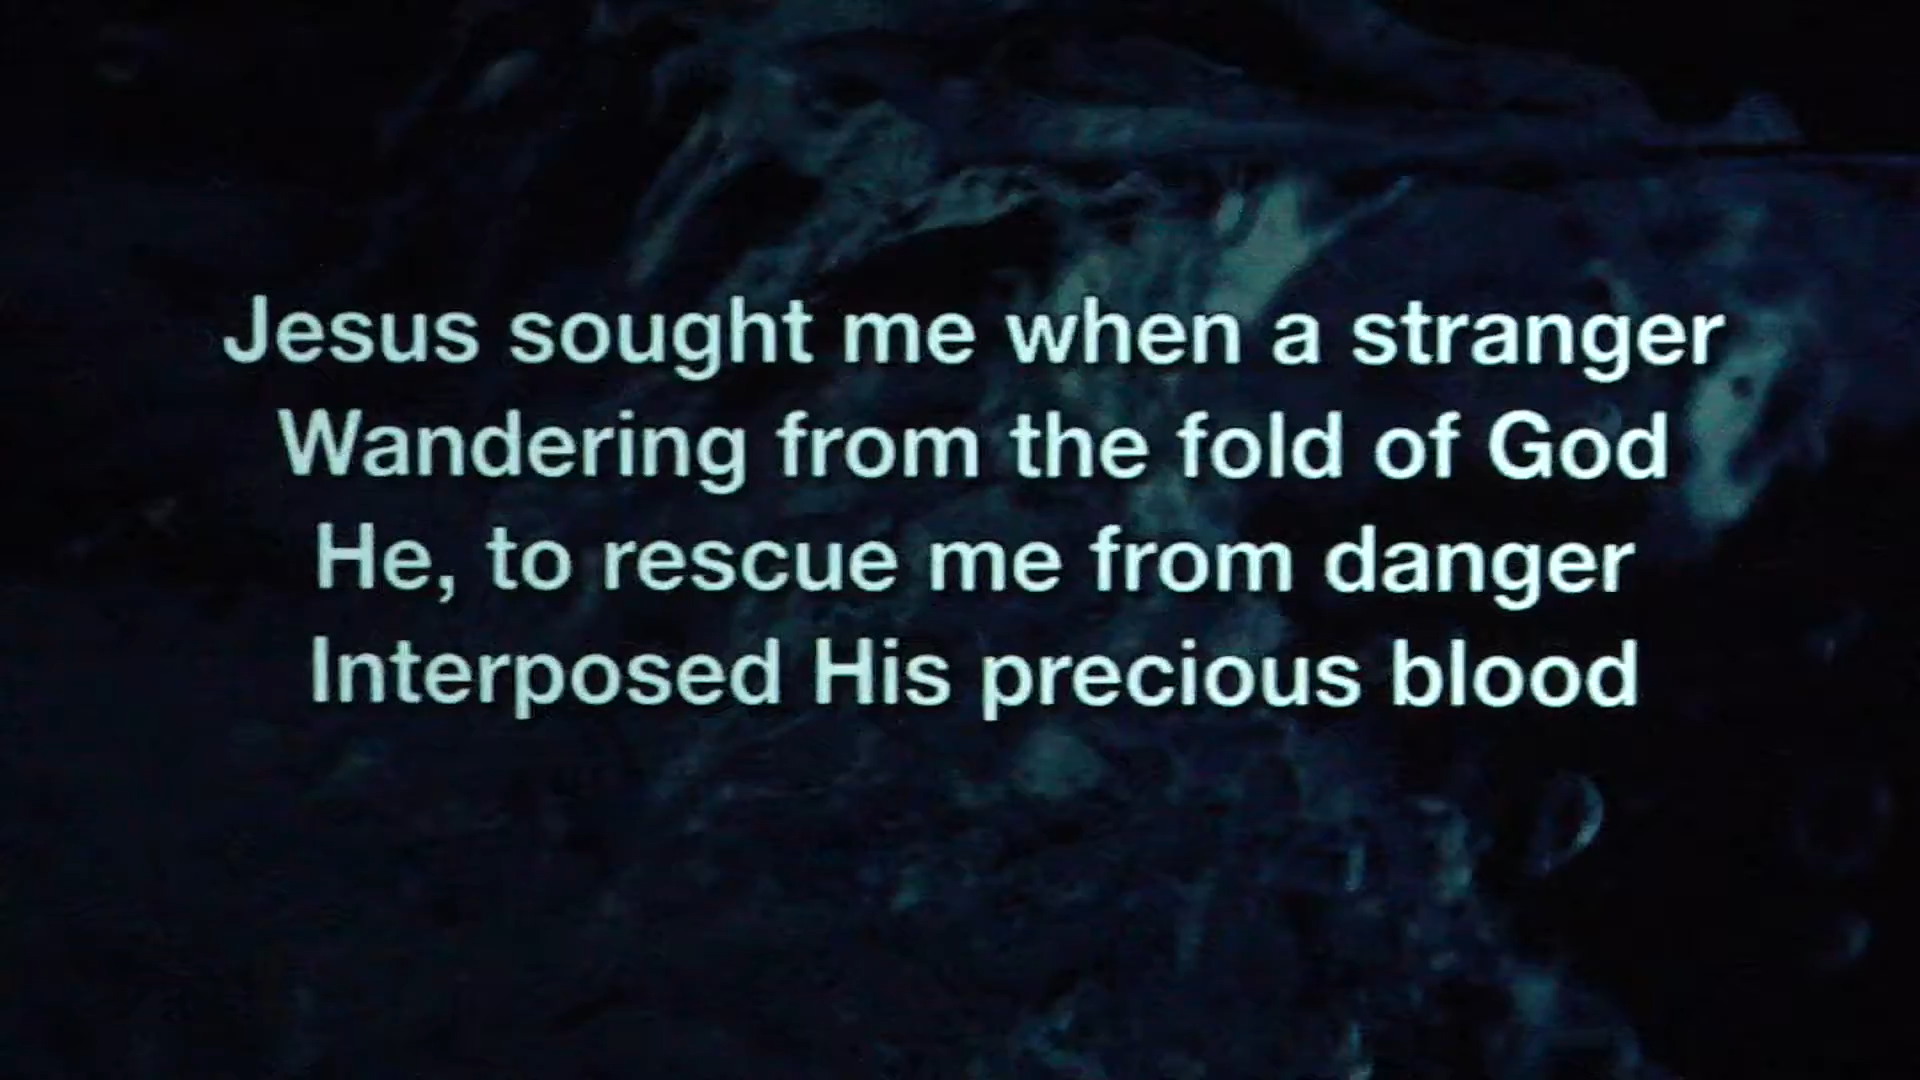 Jesus sought me when a stranger
Wandering from the fold of God
He, to rescue me from danger
Interposed His precious blood